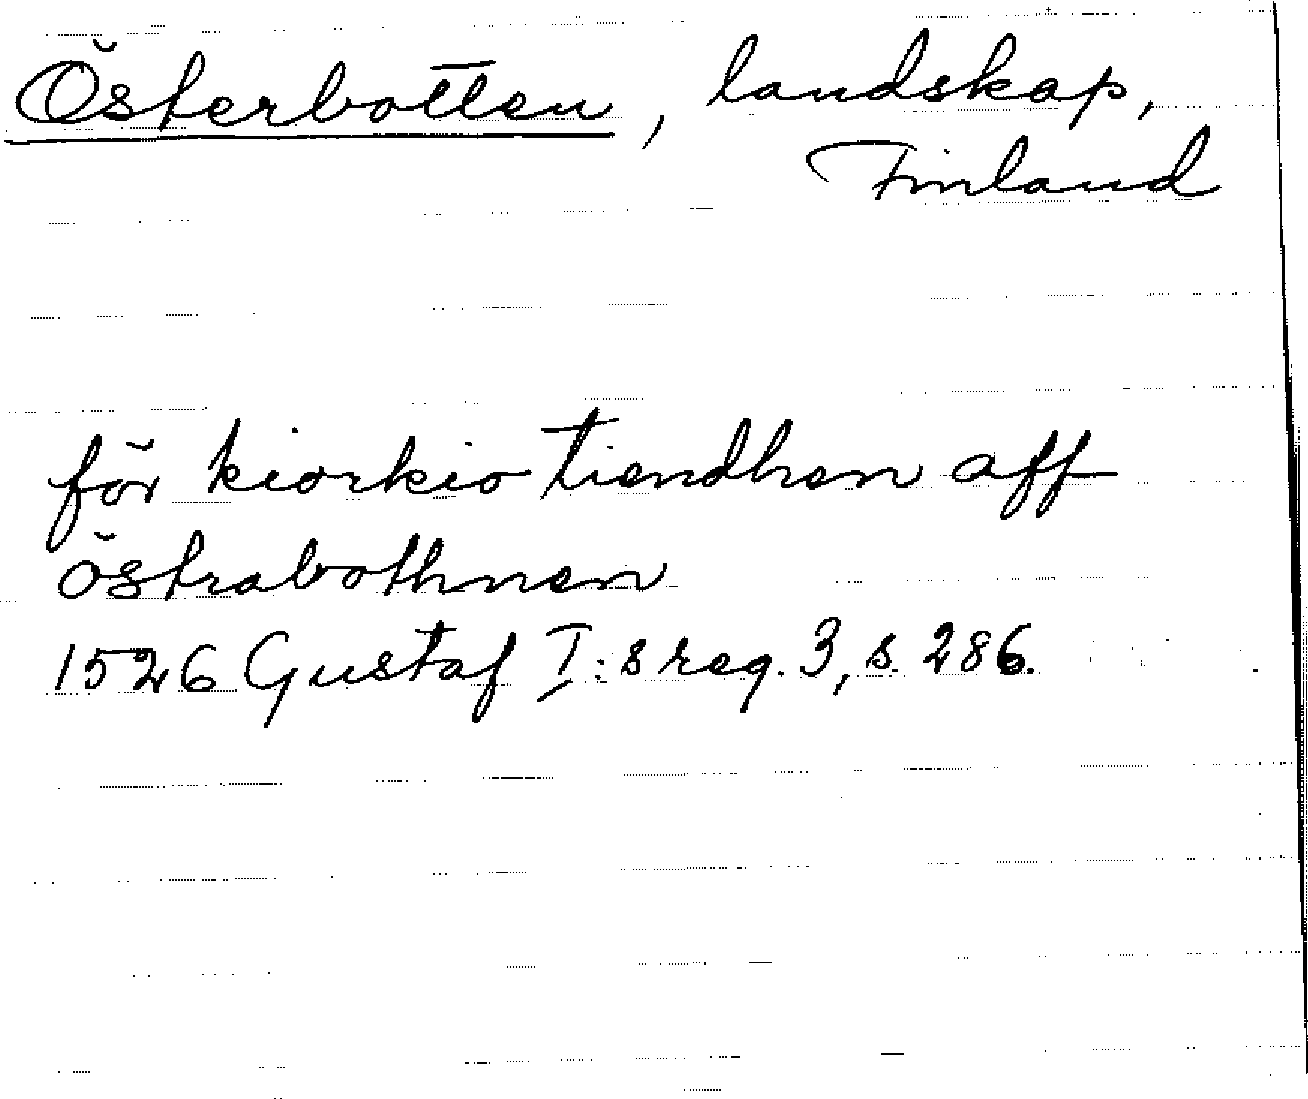 Österbotten, landskap,
Finland
för kiorkio tiendhen aff
östrabothnen
1526 Gustaf I:s reg. 3, s. 286.